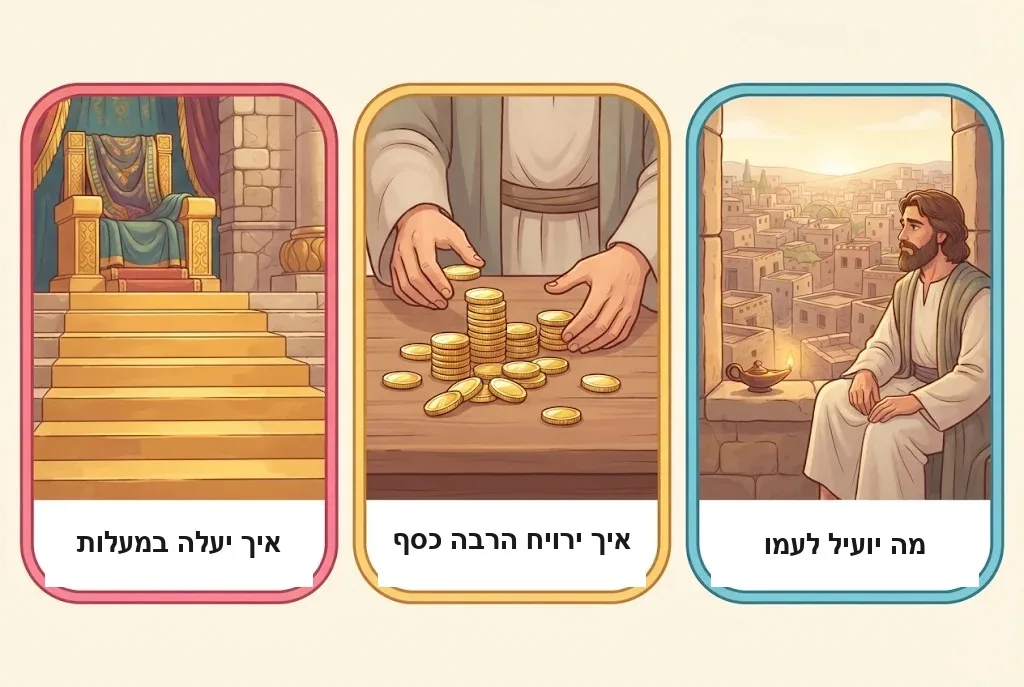 מה יועיל לעמו
איך ירויח הרבה כסף
איך יעלה במעלות